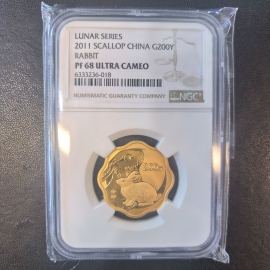 LUNAR SERIES
2011 SCALLOP CHINA G200Y
RABBIT
PF 68 ULTRA CAMEO
6333236-018
NUMISMATIC GUARANTY COMPANY
NGC